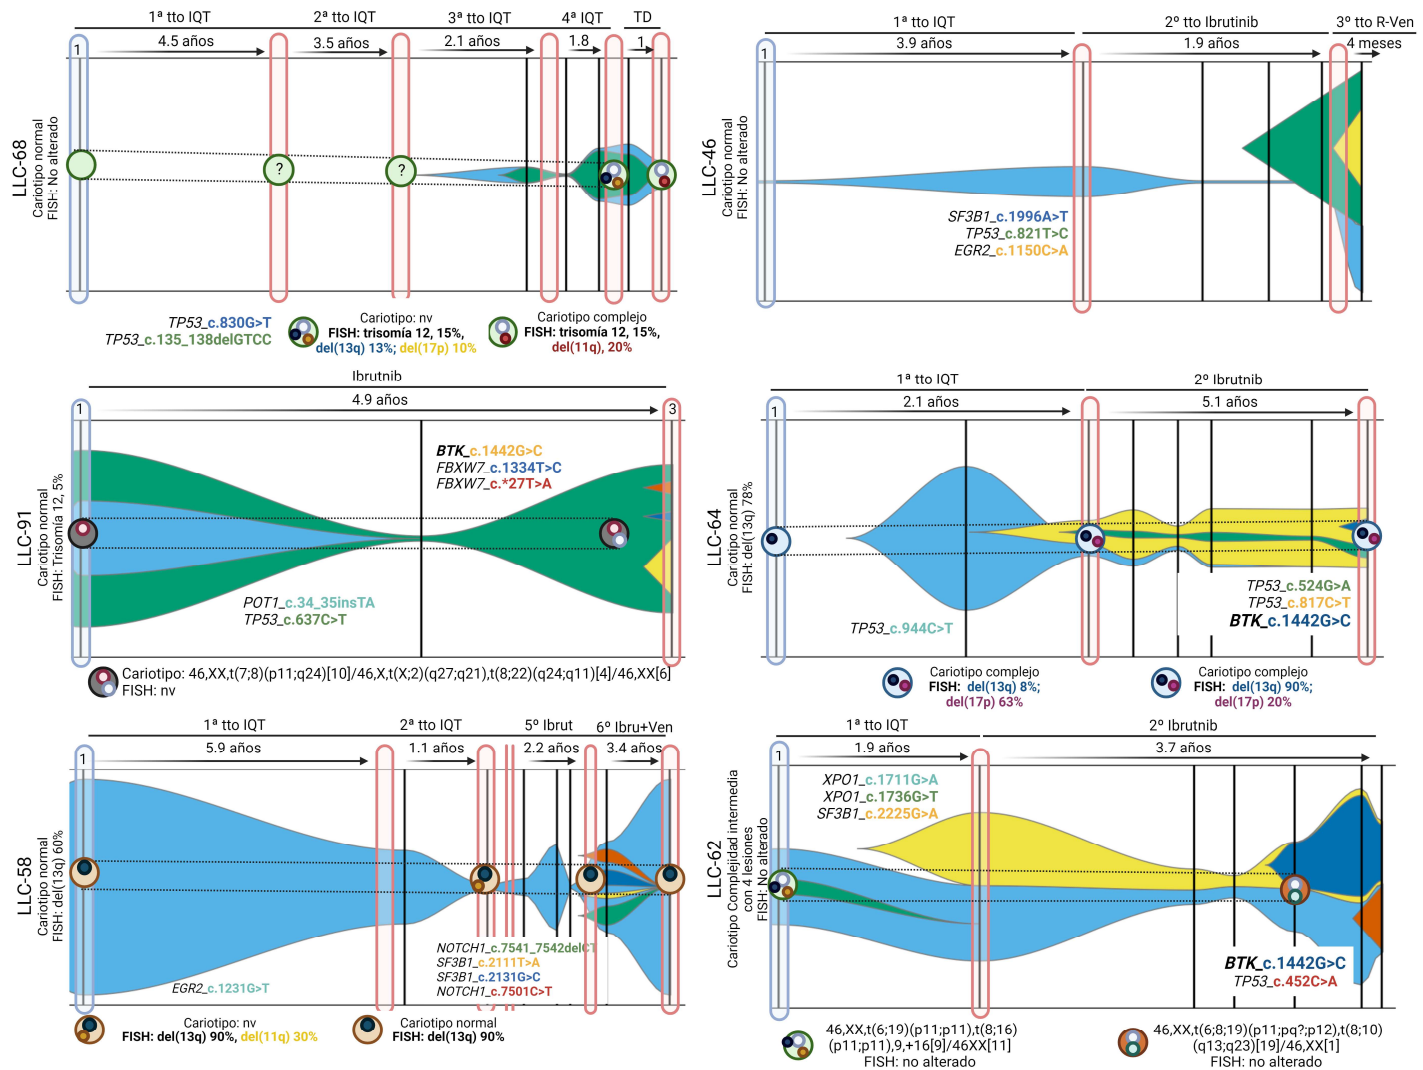 1ª tto IQT
2ª tto IQT
3ª tto IQT
4ª IQT
TD
4.5 años
3.5 años
2.1 años
1.8
1
1
LLC-68
Cariotipo normal
FISH: No alterado
?
?
TP53_c.830G>T
TP53_c.135_138delGTCC
Cariotipo: nv
FISH: trisomía 12, 15%,
del(13q) 13%; del(17p) 10%
Cariotipo complejo
FISH: trisomía 12, 15%,
del(11q), 20%
1ª tto IQT
2º tto Ibrutinib
3º tto R-Ven
3.9 años
1.9 años
4 meses
1
LLC-46
Cariotipo normal
FISH: No alterado
SF3B1_c.1996A>T
TP53_c.821T>C
EGR2_c.1150C>A
Ibrutnib
4.9 años
1
3
LLC-91
Cariotipo normal
FISH: Trisomía 12, 5%
BTK_c.1442G>C
FBXW7_c.1334T>C
FBXW7_c.*27T>A
POT1_c.34_35insTA
TP53_c.637C>T
Cariotipo: 46,XX,t(7;8)(p11;q24)[10]/46,X,t(X;2)(q27;q21),t(8;22)(q24;q11)[4]/46,XX[6]
FISH: nv
1ª tto IQT
2º Ibrutnib
2.1 años
5.1 años
1
LLC-64
Cariotipo normal
FISH: del(13q) 78%
TP53_c.944C>T
TP53_c.524G>A
TP53_c.817C>T
BTK_c.1442G>C
Cariotipo complejo
FISH: del(13q) 8%;
del(17p) 63%
Cariotipo complejo
FISH: del(13q) 90%;
del(17p) 20%
1ª tto IQT
2ª tto IQT
5º Ibrut
6º Ibru+Ven
5.9 años
1.1 años
2.2 años
3.4 años
1
LLC-58
Cariotipo normal
FISH: del(13q) 60%
EGR2_c.1231G>T
NOTCH1_c.7541_7542delCT
SF3B1_c.2111T>A
SF3B1_c.2131G>C
NOTCH1_c.7501C>T
Cariotipo: nv
FISH: del(13q) 90%, del(11q) 30%
Cariotipo normal
FISH: del(13q) 90%
1ª tto IQT
2º Ibrutnib
1.9 años
3.7 años
1
LLC-62
Cariotipo Complejidad intermedia
con 4 lesiones
FISH: No alterado
XPO1_c.1711G>A
XPO1_c.1736G>T
SF3B1_c.2225G>A
BTK_c.1442G>C
TP53_c.452C>A
46,XX,t(6;19)(p11;p11),t(8;16)
(p11;p11),9,+16[9]/46XX[11]
FISH: no alterado
46,XX,t(6;8;19)(p11;pq?;p12),t(8;10)
(q13;q23)[19]/46,XX[1]
FISH: no alterado